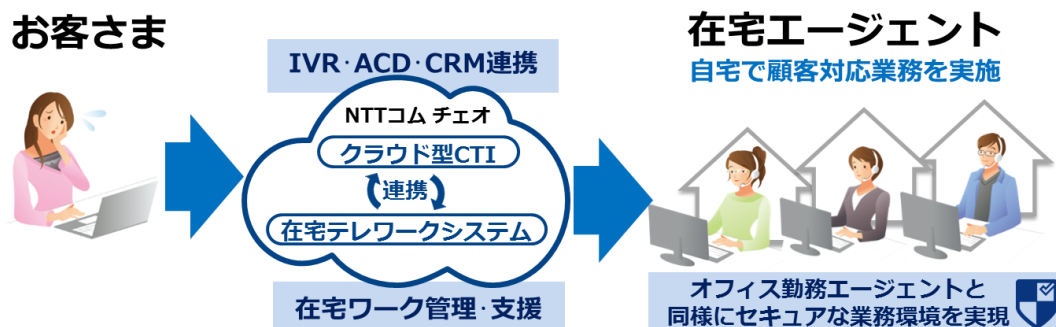 お客さま
IVR･ACD･CRM連携
NTTコム チェオ
クラウド型CTI
連携
在宅テレワークシステム
在宅ワーク管理･支援
在宅エージェント
自宅で顧客対応業務を実施
オフィス勤務エージェントと
同様にセキュアな業務環境を実現